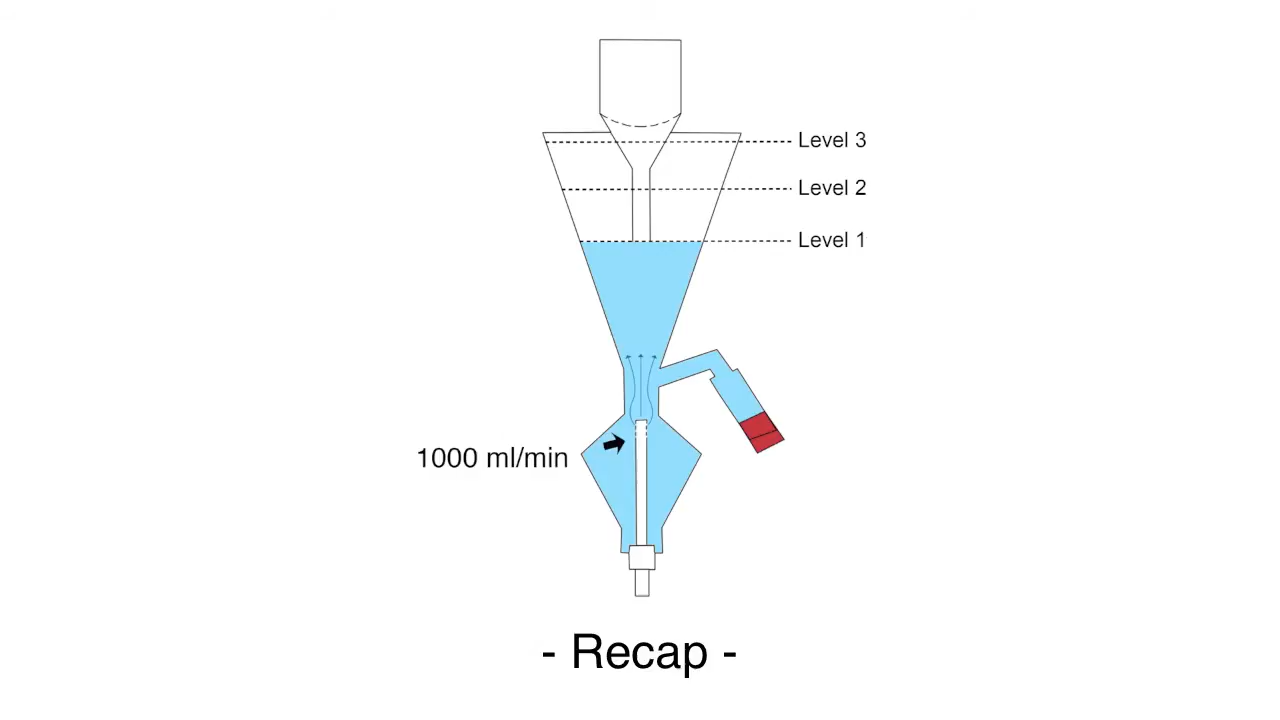 Level 3
Level 2
Level 1
1000 ml/min
- Recap -